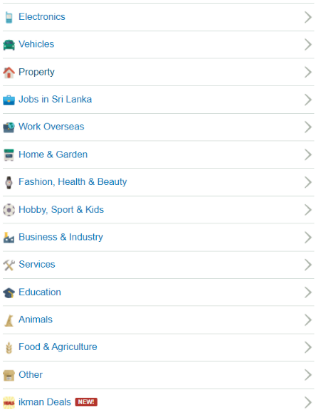 Electronics
Vehicles
Property
Jobs in Sri Lanka
Work Overseas
Home & Garden
Fashion, Health & Beauty
Hobby, Sport & Kids
Business & Industry
Services
Education
Animals
Food & Agriculture
Other
ikman Deals NEW!